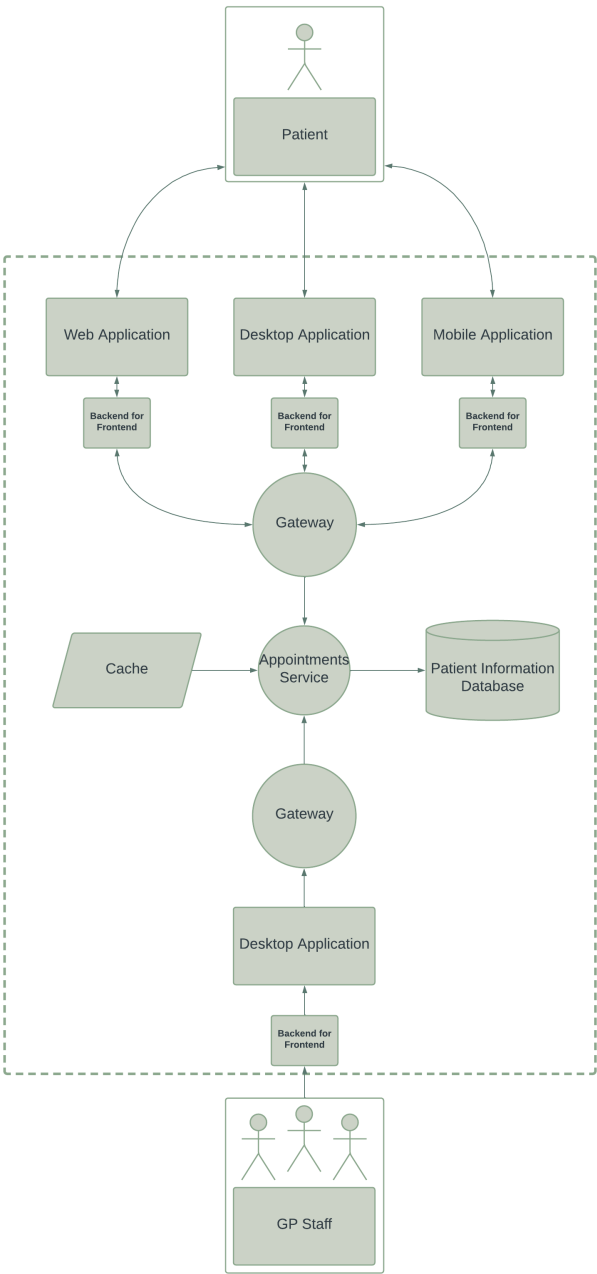 Patient
Web Application
Desktop Application
Mobile Application
Backend for
Frontend
Backend for
Frontend
Backend for
Frontend
Gateway
Cache
Appointments
Service
Patient Information
Database
Gateway
Desktop Application
Backend for
Frontend
GP Staff